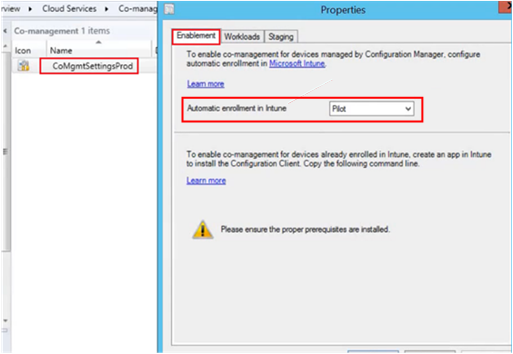 rview ▸ Cloud Services ▸ Co-manag
Properties
Co-management 1 items
Icon Name
CoMgmtSettingsProd
Enablement Workloads Staging
To enable co-management for devices managed by Configuration Manager, configure
automatic enrollment in Microsoft Intune.
Learn more
Automatic enrollment in Intune Pilot
To enable co-management for devices already enrolled in Intune, create an app in Intune
to install the Configuration Client. Copy the following command line.
Learn more
Please ensure the proper prerequisites are installed.